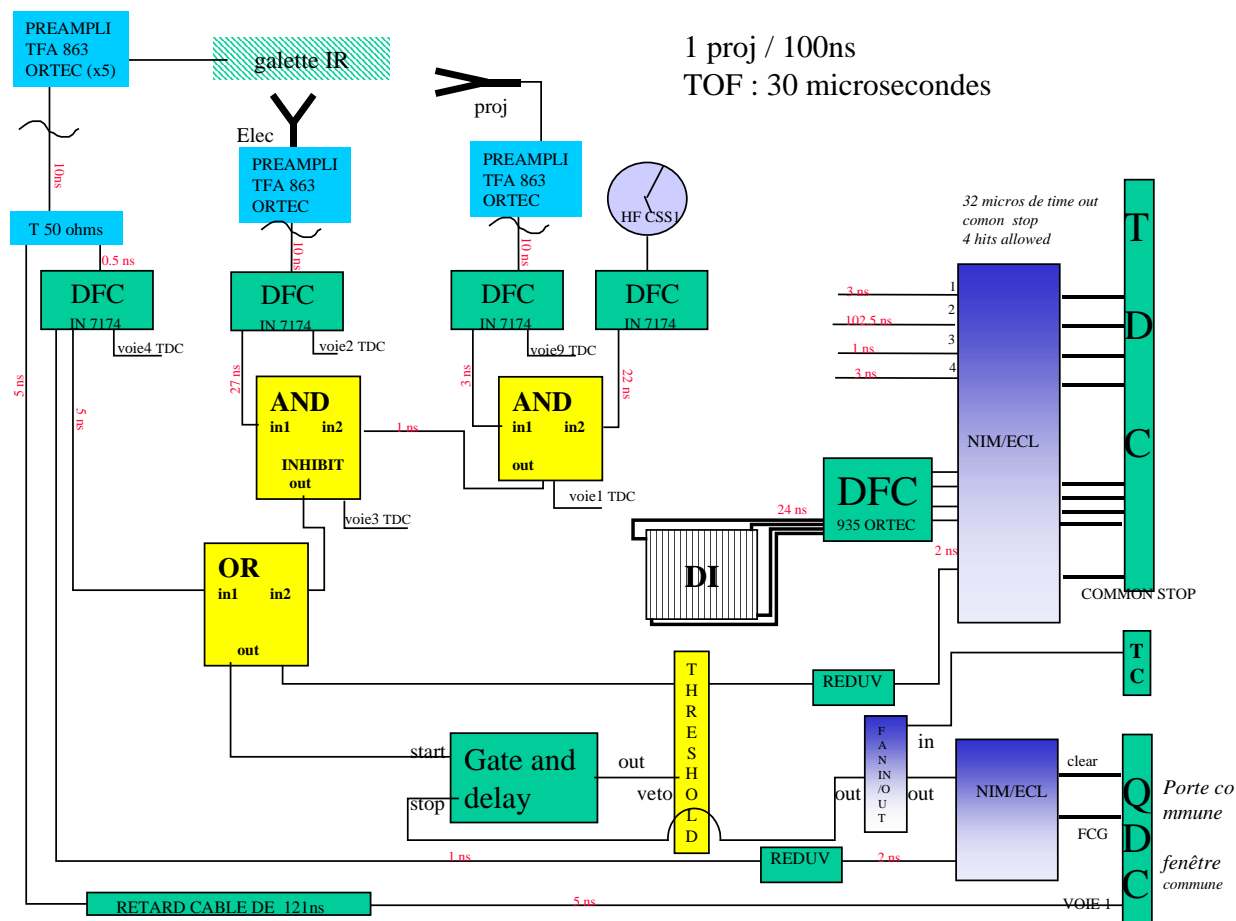 PREAMPLI
TFA 863
ORTEC (x5)
galette IR
1 proj / 100ns
TOF : 30 microsecondes
proj
Elec
PREAMPLI
TFA 863
ORTEC
PREAMPLI
TFA 863
ORTEC
HF CSS1
10ns
10 ns
10 ns
T 50 ohms
0.5 ns
32 micros de time out
comon stop
4 hits allowed
T
D
C
DFC
IN 7174
DFC
IN 7174
DFC
IN 7174
DFC
IN 7174
3 ns
1
102.5 ns
2
1 ns
3
3 ns
4
voie4 TDC
voie2 TDC
voie9 TDC
5 ns
5 ns
27 ns
3 ns
22 ns
AND
in1 in2
INHIBIT
out
1 ns
AND
in1 in2
out
NIM/ECL
voie1 TDC
voie3 TDC
DFC
935 ORTEC
24 ns
DI
2 ns
COMMON STOP
OR
in1 in2
out
THRESHOLD
REDUV
T
C
FAN IN/OUT
in
start
Gate and
delay
out
stop
veto
out
out
NIM/ECL
clear
FCG
Q
D
C
Porte co
mmune
fenêtre
commune
1 ns
REDUV
2 ns
RETARD CABLE DE 121ns
5 ns
VOIE 1